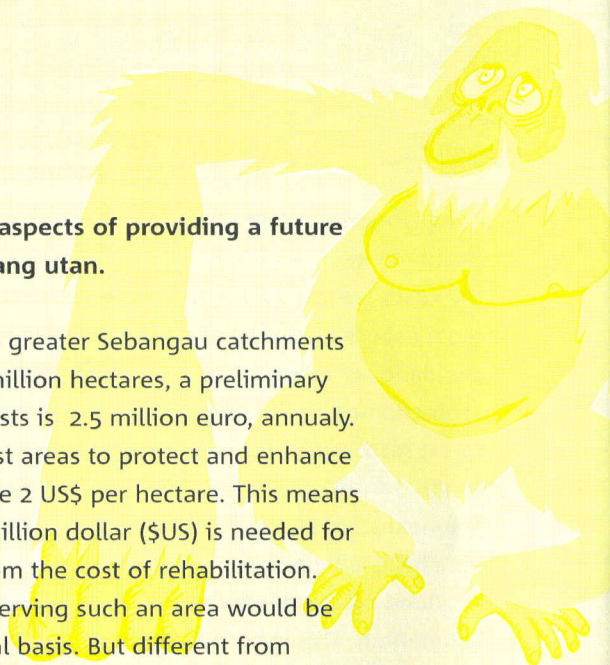 aspects of providing a future
ang utan.
greater Sebangau catchments
illion hectares, a preliminary
sts is 2.5 million euro, annualy.
st areas to protect and enhance
e 2 US$ per hectare. This means
illion dollar ($US) is needed for
m the cost of rehabilitation.
erving such an area would be
l basis. But different from